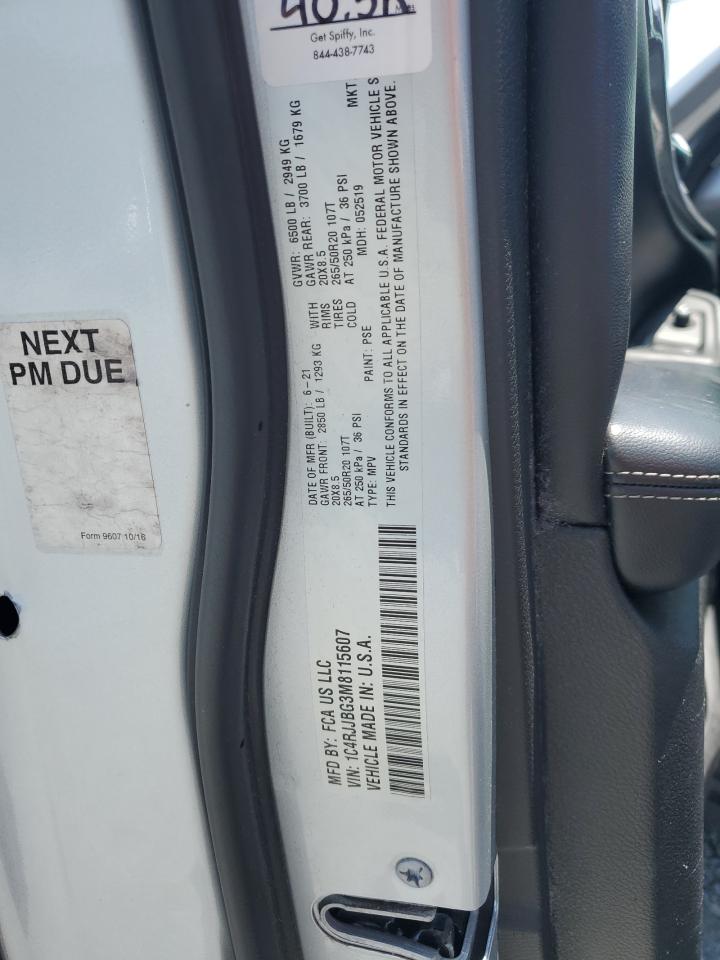 Get Spiffy, Inc.
844-438-7743
NEXT
PM DUE
Form 9607 10/16
MFD BY: FCA US LLC
VIN: 1C4RJJBG3M8115607
VEHICLE MADE IN: U.S.A.
DATE OF MFR (BUILT): 6-21
GVWR: 6500 LB / 2949 KG
GAWR FRONT: 2850 LB / 1293 KG WITH
GAWR REAR: 3700 LB / 1679 KG
20X8.5 RIMS 20X8.5
265/50R20 107T TIRES 265/50R20 107T
AT 250 kPa / 36 PSI COLD AT 250 kPa / 36 PSI
TYPE: MPV PAINT: PSE MDH: 052519 MKT:
THIS VEHICLE CONFORMS TO ALL APPLICABLE U.S.A. FEDERAL MOTOR VEHICLE S
STANDARDS IN EFFECT ON THE DATE OF MANUFACTURE SHOWN ABOVE.